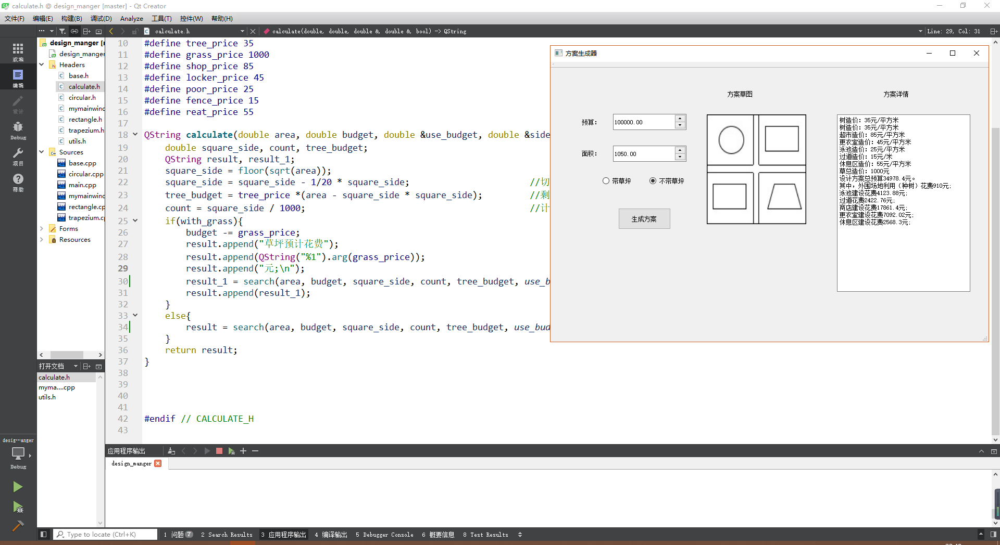 calculate.h @ design_manger [master] - Qt Creator
文件(F) 编辑(E) 构建(B) 调试(D) Analyze 工具(T) 控件(W) 帮助(H)
calculate.h
calculate(double, double, double &, double &, bool) -> QString
Line: 29, Col: 31
欢迎
编辑
设计
Debug
项目
帮助
design_manger [
design_manger
Headers
base.h
calculate.h
circular.h
mymainwind
rectangle.h
trapezium.h
utils.h
Sources
base.cpp
circular.cpp
main.cpp
mymainwind
rectangle.cp
trapezium.cp
Forms
Resources
打开文档
calculate.h
myma....cpp
utils.h
desig···anger
Debug
10 #define tree_price 35
11 #define grass_price 1000
12 #define shop_price 85
13 #define locker_price 45
14 #define poor_price 25
15 #define fence_price 15
16 #define reat_price 55
17
18 QString calculate(double area, double budget, double &use_budget, double &side
19 double square_side, count, tree_budget;
20 QString result, result_1;
21 square_side = floor(sqrt(area));
22 square_side = square_side - 1/20 * square_side; //切
23 tree_budget = tree_price *(area - square_side * square_side); //剩
24 count = square_side / 1000; //计
25 if(with_grass){
26 budget -= grass_price;
27 result.append("草坪预计花费");
28 result.append(QString("%1").arg(grass_price));
29 result.append("元;\n");
30 result_1 = search(area, budget, square_side, count, tree_budget, use_b
31 result.append(result_1);
32 }
33 else{
34 result = search(area, budget, square_side, count, tree_budget, use_bud
35 }
36 return result;
37 }
38
39
40
41
42 #endif // CALCULATE_H
43
方案生成器
方案草图
方案详情
预算：
100000.00
面积：
1050.00
带草坪
不带草坪
生成方案
树造价：35元/平方米
树造价：35元/平方米
超市造价：85元/平方米
更衣室造价：45元/平方米
泳池造价：25元/平方米
过道造价：15元/米
休息区造价：55元/平方米
草总造价：1000元
设计方案总预算34978.4元。
其中，外围场地利用（种树）花费910元;
泳池建设花费4123.88元;
过道花费2422.76元;
商店建设花费17861.4元;
更衣室建设花费7092.02元;
休息区建设花费2568.3元;
应用程序输出
design_manger
Type to locate (Ctrl+K)
1 问题 7 2 Search Results 3 应用程序输出 4 编译输出 5 Debugger Console 6 概要信息 8 Test Results